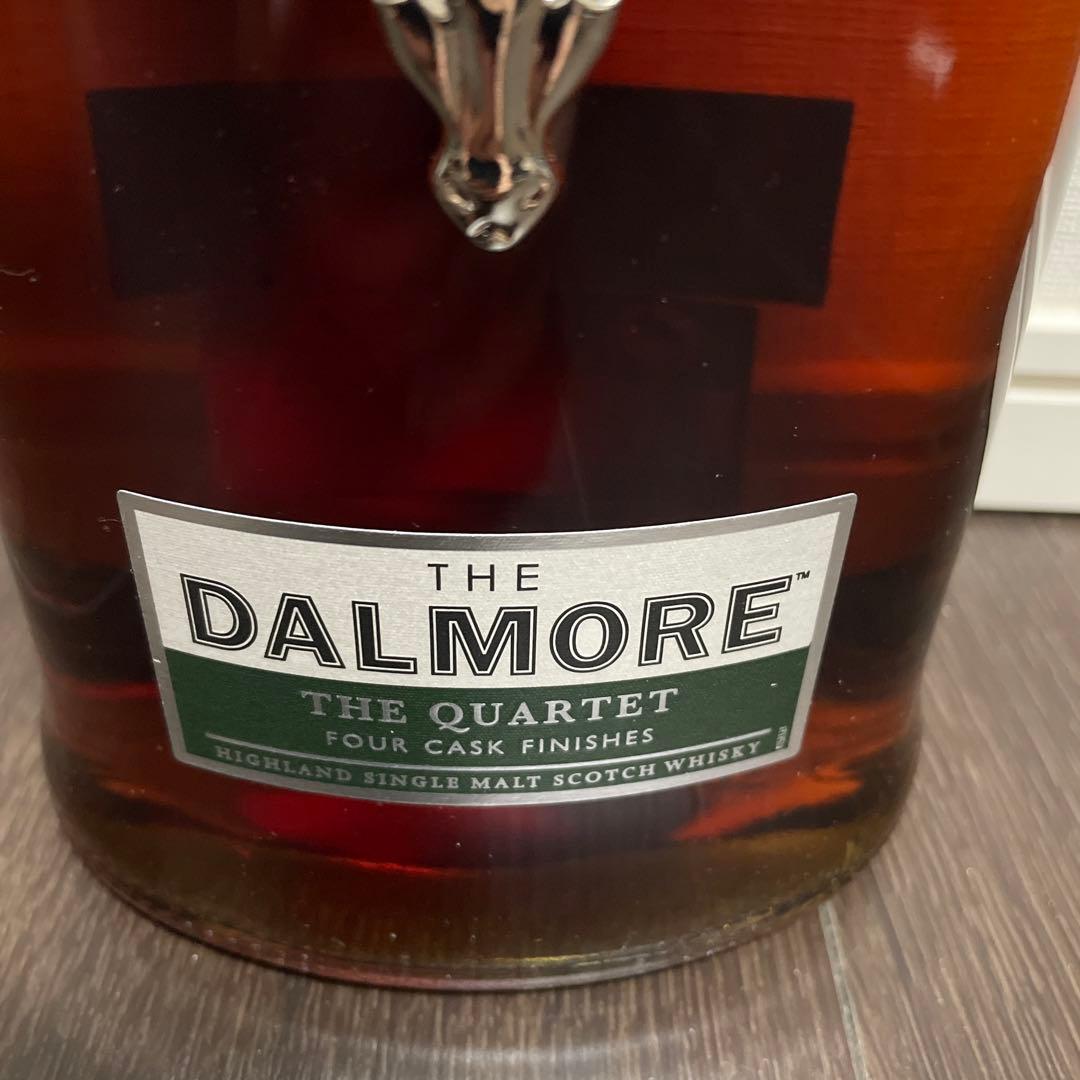 THE
DALMORE™
THE QUARTET
FOUR CASK FINISHES
HIGHLAND SINGLE MALT SCOTCH WHISKY